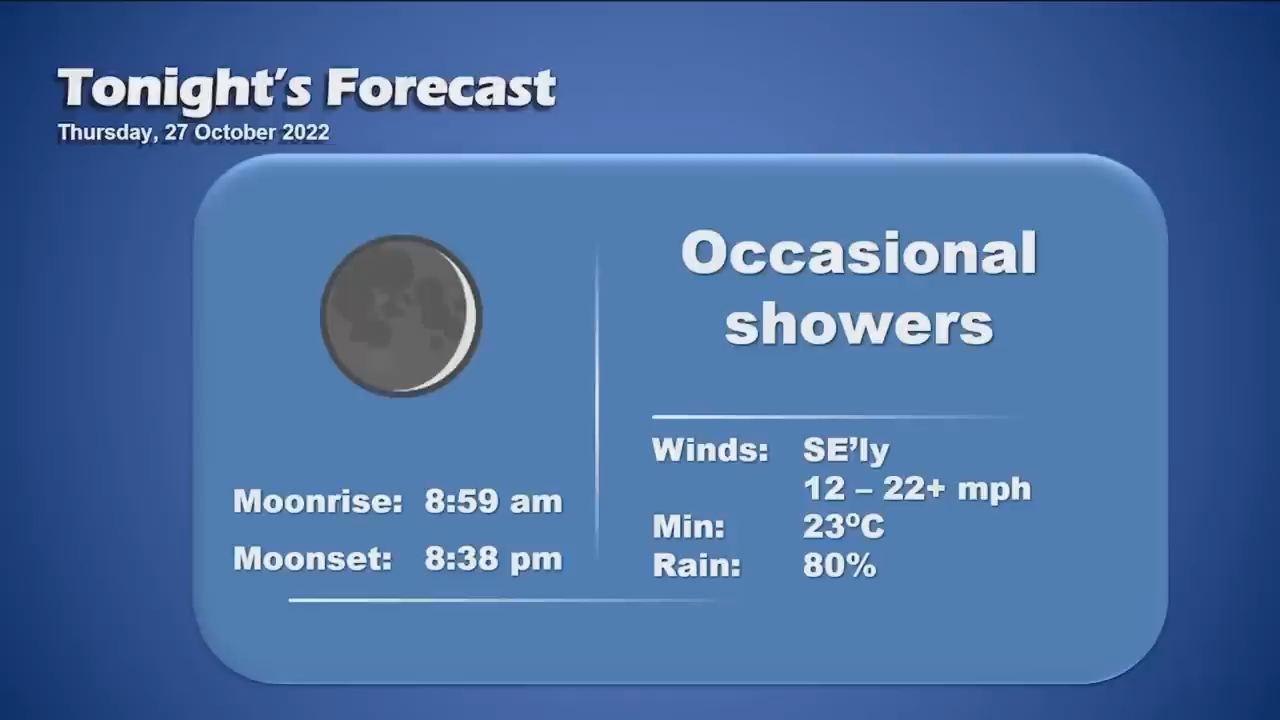 Tonight's Forecast
Thursday, 27 October 2022
Occasional
showers
Moonrise: 8:59 am
Moonset: 8:38 pm
Winds: SE'ly
12 – 22+ mph
Min: 23ºC
Rain: 80%